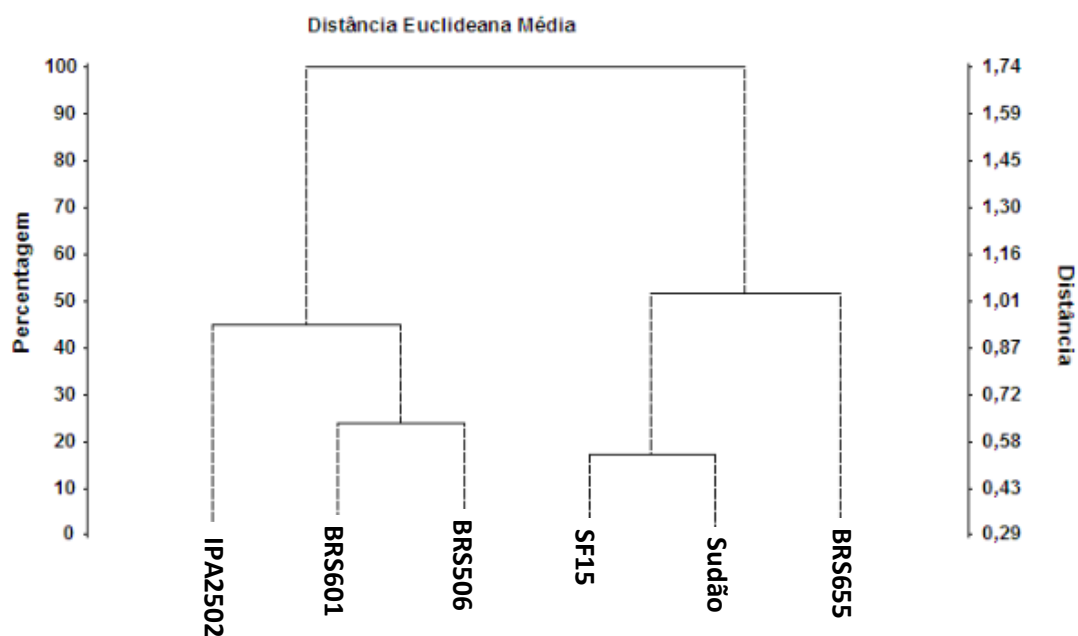 Distância Euclideana Média
Percentagem
100
90
80
70
60
50
40
30
20
10
0
1,74
1,59
1,45
1,30
1,16
1,01
0,87
0,72
0,58
0,43
0,29
Distância
IPA2502
BRS601
BRS506
SF15
Sudão
BRS655